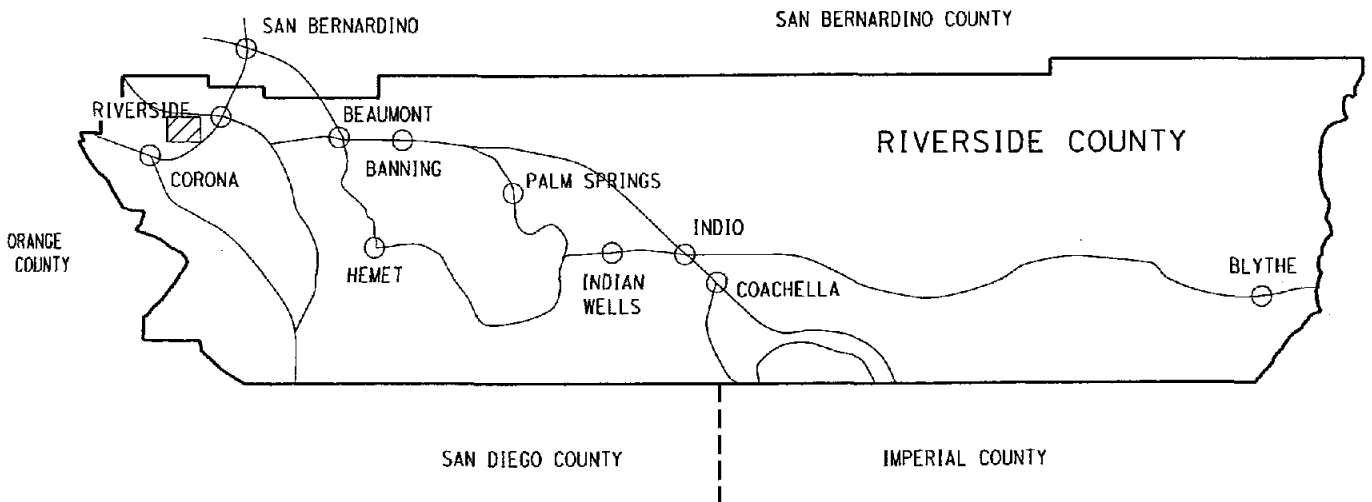 SAN BERNARDINO COUNTY
SAN BERNARDINO
RIVERSIDE
BEAUMONT
RIVERSIDE COUNTY
BANNING
CORONA
PALM SPRINGS
ORANGE
COUNTY
INDIO
HEMET
INDIAN
WELLS
COACHELLA
BLYTHE
SAN DIEGO COUNTY
IMPERIAL COUNTY